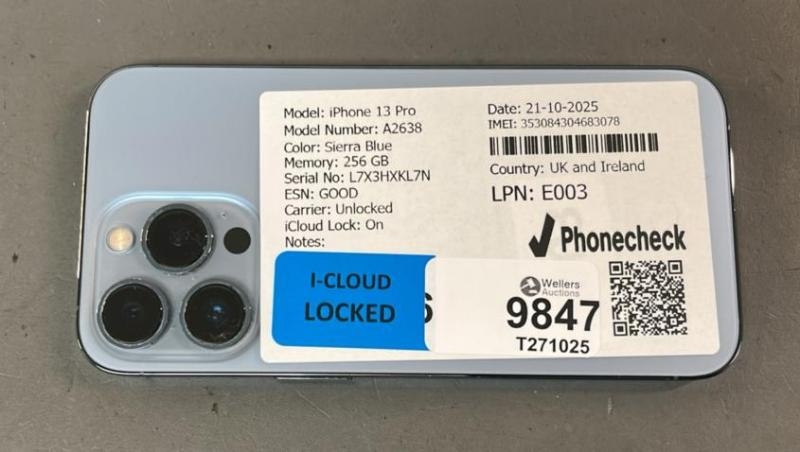 Model: iPhone 13 Pro
Model Number: A2638
Color: Sierra Blue
Memory: 256 GB
Serial No: L7X3HXKL7N
ESN: GOOD
Carrier: Unlocked
iCloud Lock: On
Notes:
Date: 21-10-2025
IMEI: 353084304683078
Country: UK and Ireland
LPN: E003
Phonecheck
I-CLOUD
LOCKED
Wellers
Auctions
9847
T271025